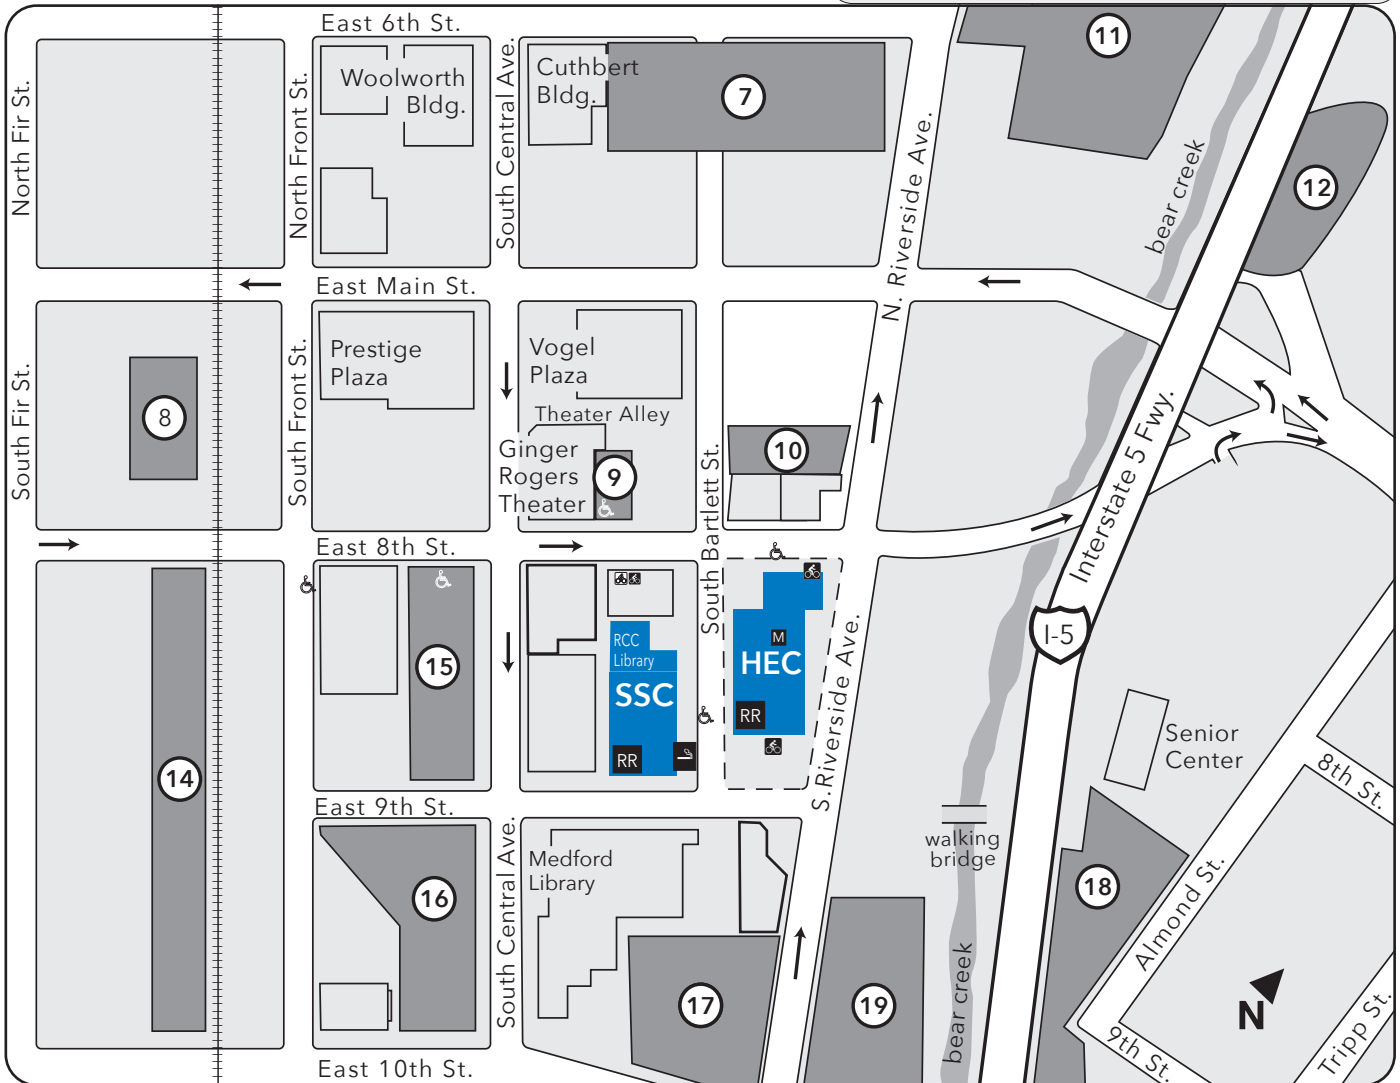 East 6th St.
11
Woolworth
Bldg.
Cuthbert
Bldg.
7
North Fir St.
North Front St.
South Central Ave.
N. Riverside Ave.
bear creek
12
East Main St.
Prestige
Plaza
Vogel
Plaza
Theater Alley
Ginger
Rogers
Theater
8
9
10
South Fir St.
South Front St.
South Bartlett St.
Interstate 5 Fwy.
East 8th St.
I-5
RCC
Library
SSC
RR
M
HEC
RR
15
14
S. Riverside Ave.
Senior
Center
8th St.
East 9th St.
Medford
Library
walking
bridge
16
South Central Ave.
17
19
18
bear creek
Almond St.
N
9th St.
Tripp St.
East 10th St.